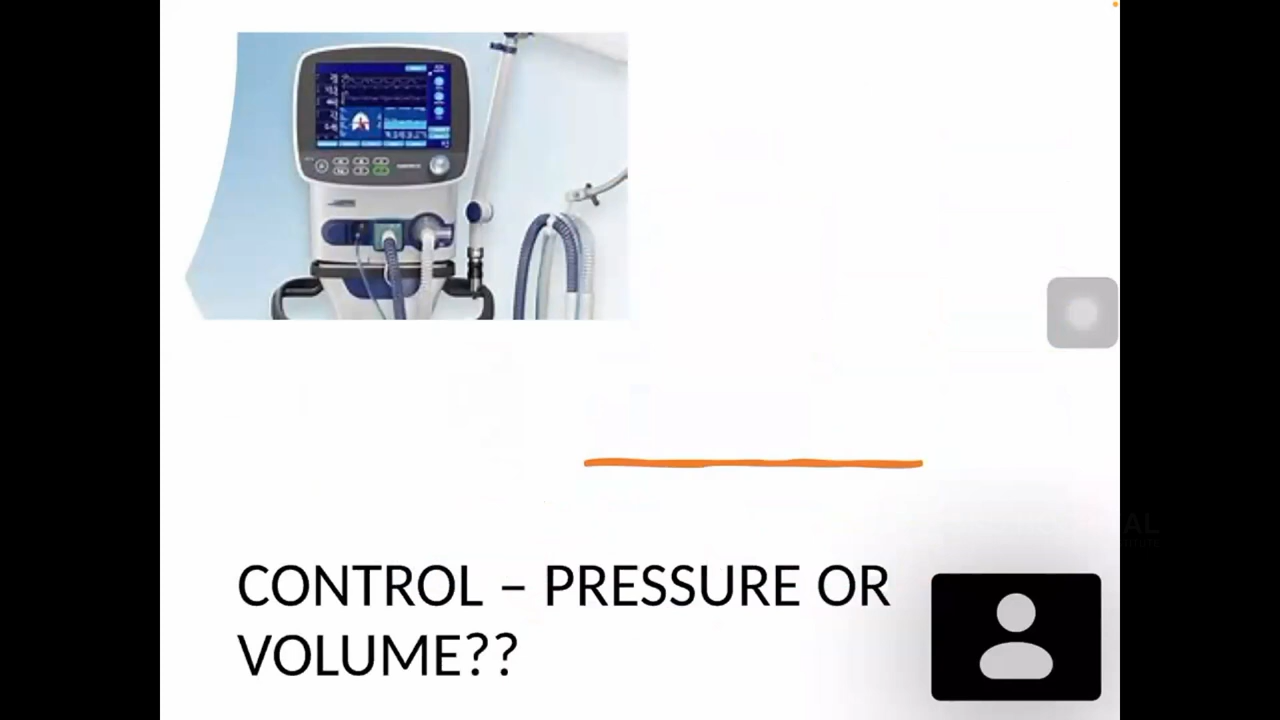 CONTROL – PRESSURE OR
VOLUME??